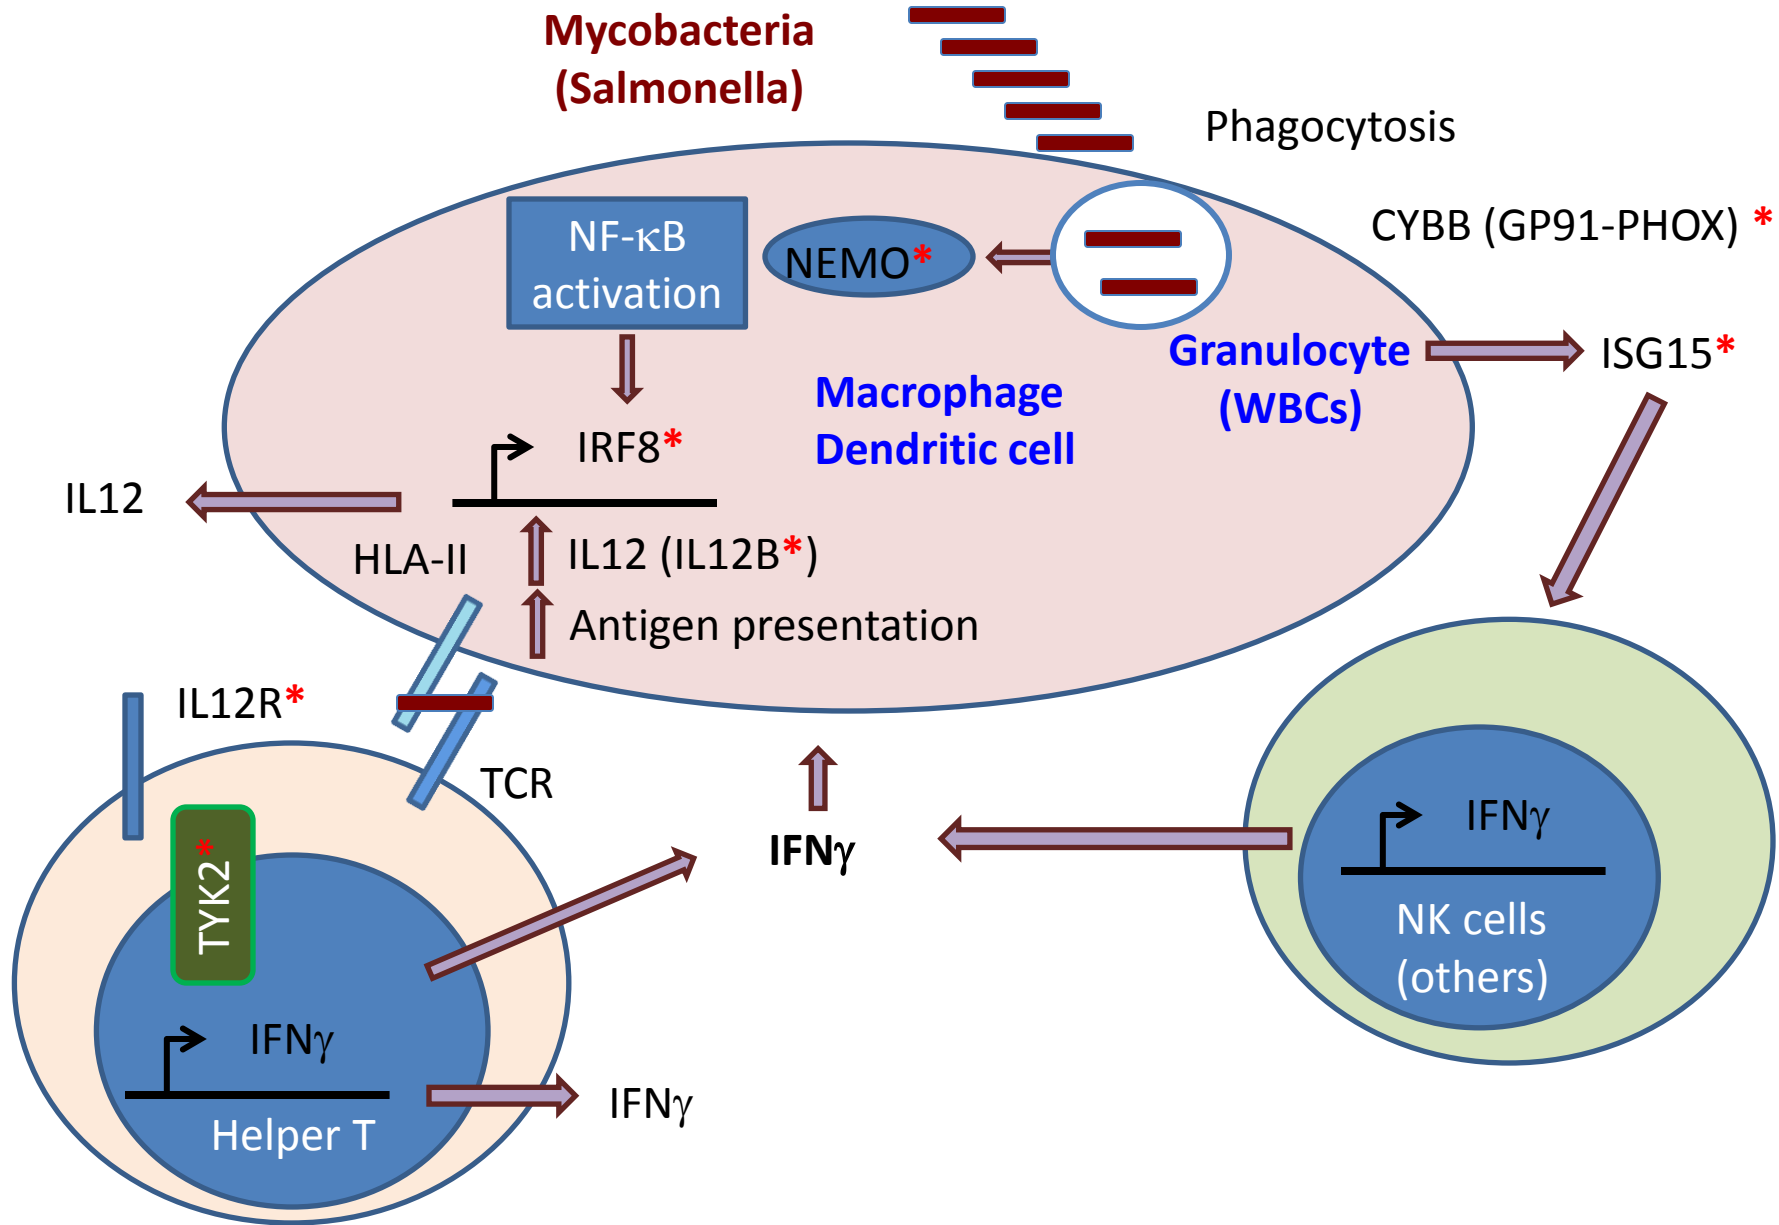 Mycobacteria
(Salmonella)
Phagocytosis
CYBB (GP91-PHOX) *
NF-κB
activation
NEMO*
Granulocyte
(WBCs)
ISG15*
Macrophage
Dendritic cell
IRF8*
IL12
HLA-II
IL12 (IL12B*)
Antigen presentation
IL12R*
TCR
TYK2*
IFNγ
IFNγ
NK cells
(others)
IFNγ
Helper T
IFNγ